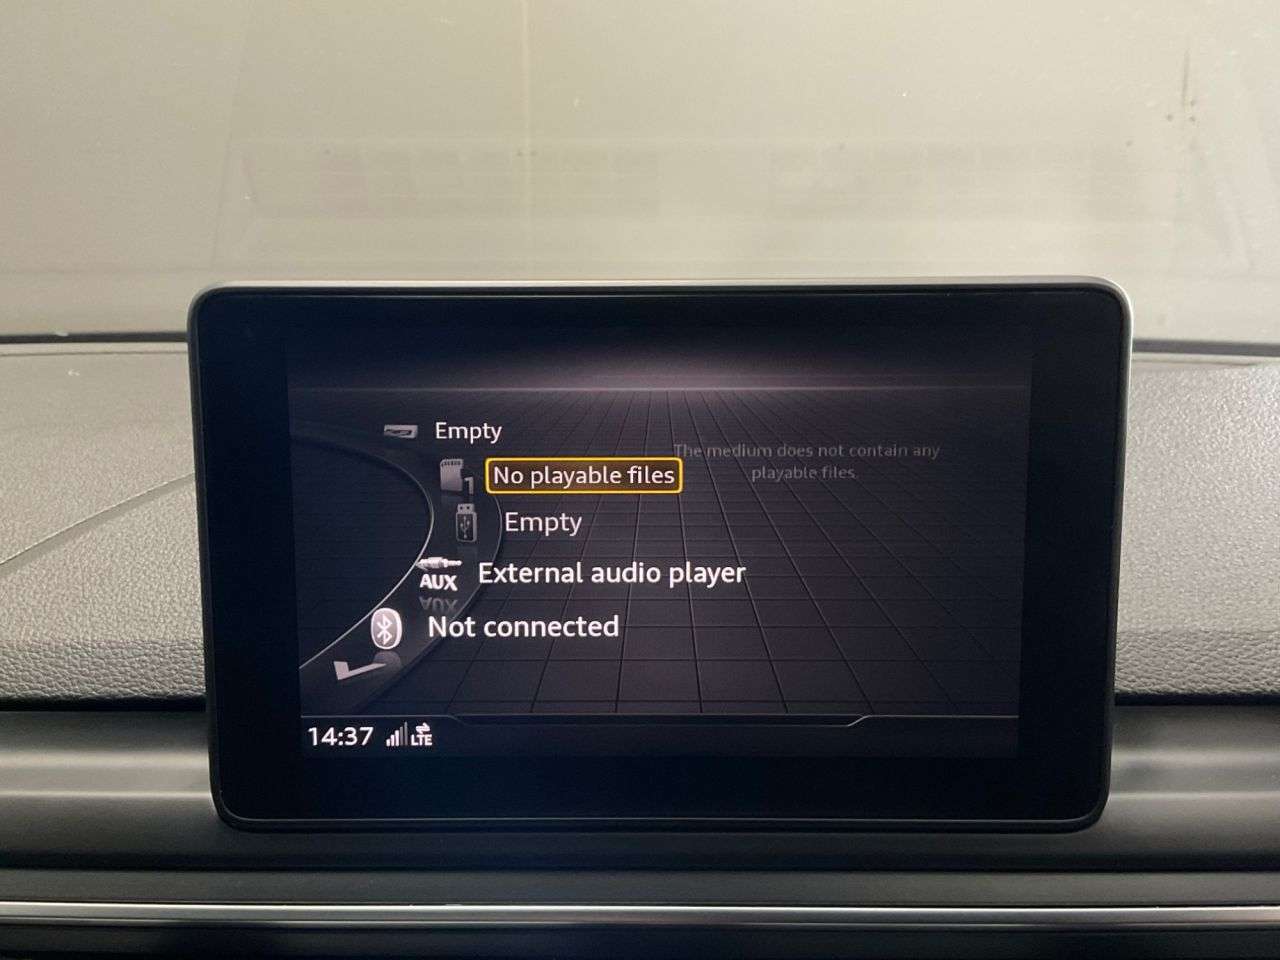 Empty
The medium does not contain any
playable files
1
No playable files
Empty
AUX
External audio player
Not connected
14:37
LTE